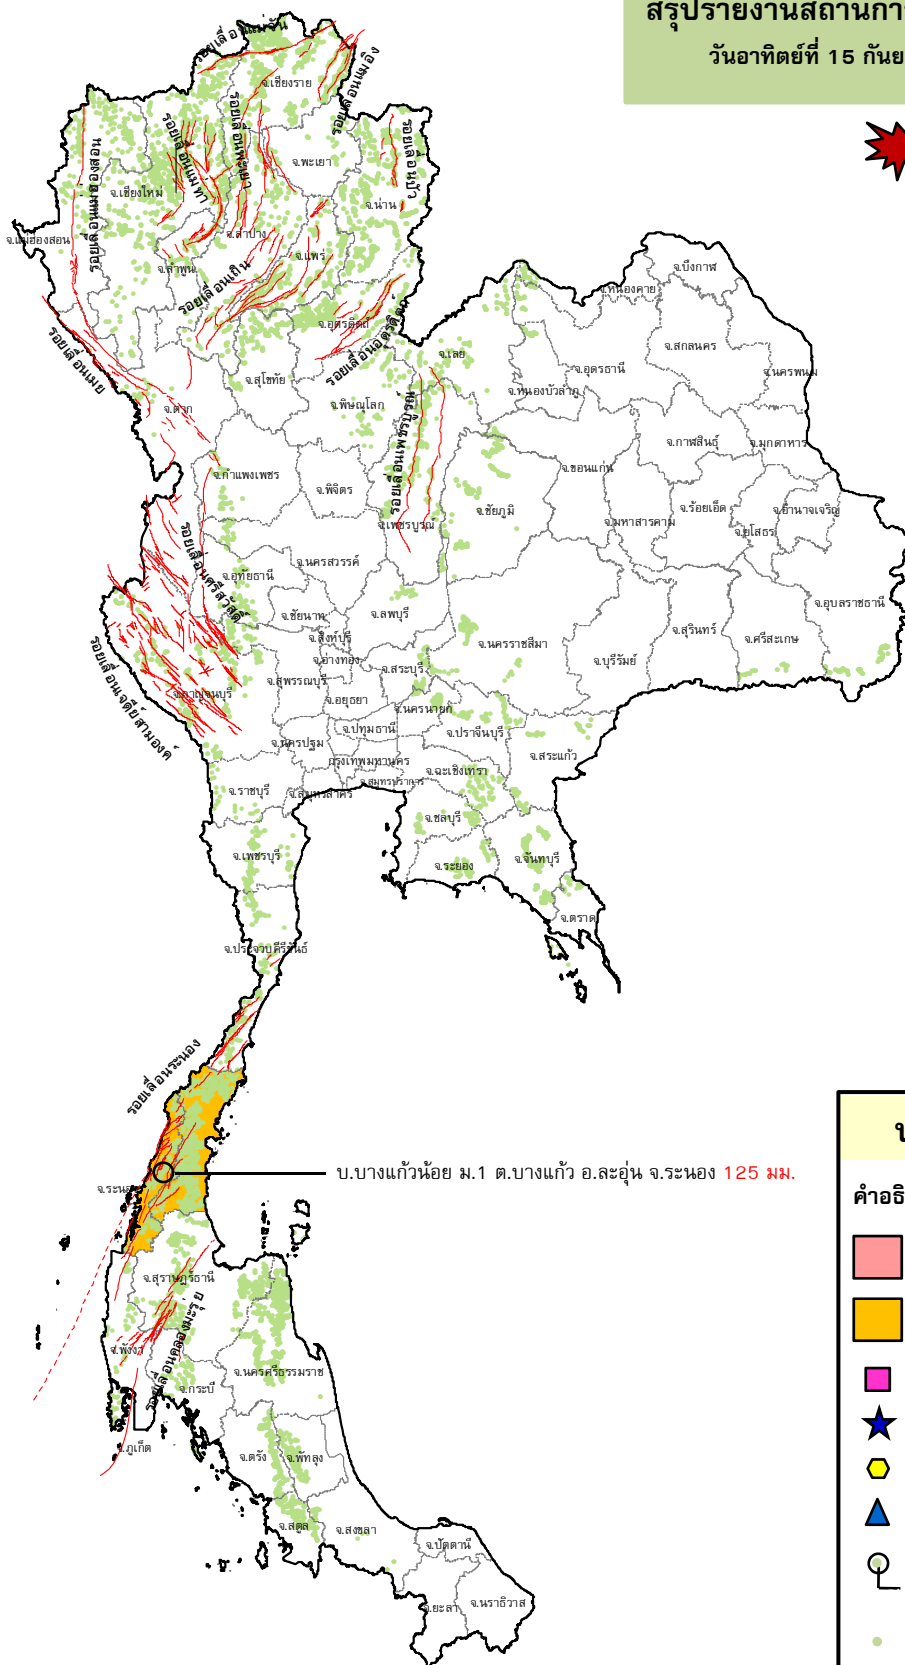 สรุปรายงานสถานกา
วันอาทิตย์ที่ 15 กันย
รอยเลื่อนแม่จัน
จ.เชียงราย
รอยเลื่อนแม่อิง
รอยเลื่อนแม่ฮ่องสอน
รอยเลื่อนแม่ทา
รอยเลื่อนพะเยา
รอยเลื่อนปัว
จ.พะเยา
จ.เชียงใหม่
จ.น่าน
จ.แม่ฮ่องสอน
จ.ลำปาง
จ.แพร่
จ.ลำพูน
รอยเลื่อนเถิน
จ.บึงกาฬ
จ.หนองคาย
จ.อุตรดิตถ์
รอยเลื่อนอุตรดิตถ์
จ.เลย
จ.สกลนคร
รอยเลื่อนเมย
จ.อุดรธานี
จ.นครพนม
จ.สุโขทัย
จ.หนองบัวลำภู
จ.ตาก
จ.พิษณุโลก
รอยเลื่อนเพชรบูรณ์
จ.กาฬสินธุ์
จ.มุกดาหาร
จ.กำแพงเพชร
จ.พิจิตร
จ.ขอนแก่น
จ.เพชรบูรณ์
จ.ชัยภูมิ
จ.ร้อยเอ็ด
จ.มหาสารคาม
จ.ยโสธร
จ.อำนาจเจริญ
รอยเลื่อนศรีสวัสดิ์
จ.นครสวรรค์
จ.อุทัยธานี
จ.ชัยนาท
จ.ลพบุรี
จ.อุบลราชธานี
จ.สิงห์บุรี
จ.นครราชสีมา
จ.สุรินทร์
จ.ศรีสะเกษ
จ.อ่างทอง
จ.สระบุรี
จ.บุรีรัมย์
รอยเลื่อนเจดีย์สามองค์
จ.กาญจนบุรี
จ.สุพรรณบุรี
จ.อยุธยา
จ.นครนายก
จ.ปทุมธานี
จ.ปราจีนบุรี
จ.นครปฐม
กรุงเทพมหานคร
จ.สระแก้ว
จ.ฉะเชิงเทรา
จ.สมุทรปราการ
จ.ราชบุรี
จ.สมุทรสาคร
จ.ชลบุรี
จ.เพชรบุรี
จ.ระยอง
จ.จันทบุรี
จ.ตราด
จ.ประจวบคีรีขันธ์
รอยเลื่อนระนอง
บ.บางแก้วน้อย ม.1 ต.บางแก้ว อ.ละอุ่น จ.ระนอง 125 มม.
คำอธิ
จ.สุราษฎร์ธานี
จ.พังงา
รอยเลื่อนคลองมะรุ่ย
จ.นครศรีธรรมราช
จ.กระบี่
จ.ภูเก็ต
จ.ตรัง
จ.พัทลุง
จ.สตูล
จ.สงขลา
จ.ปัตตานี
จ.ยะลา
จ.นราธิวาส